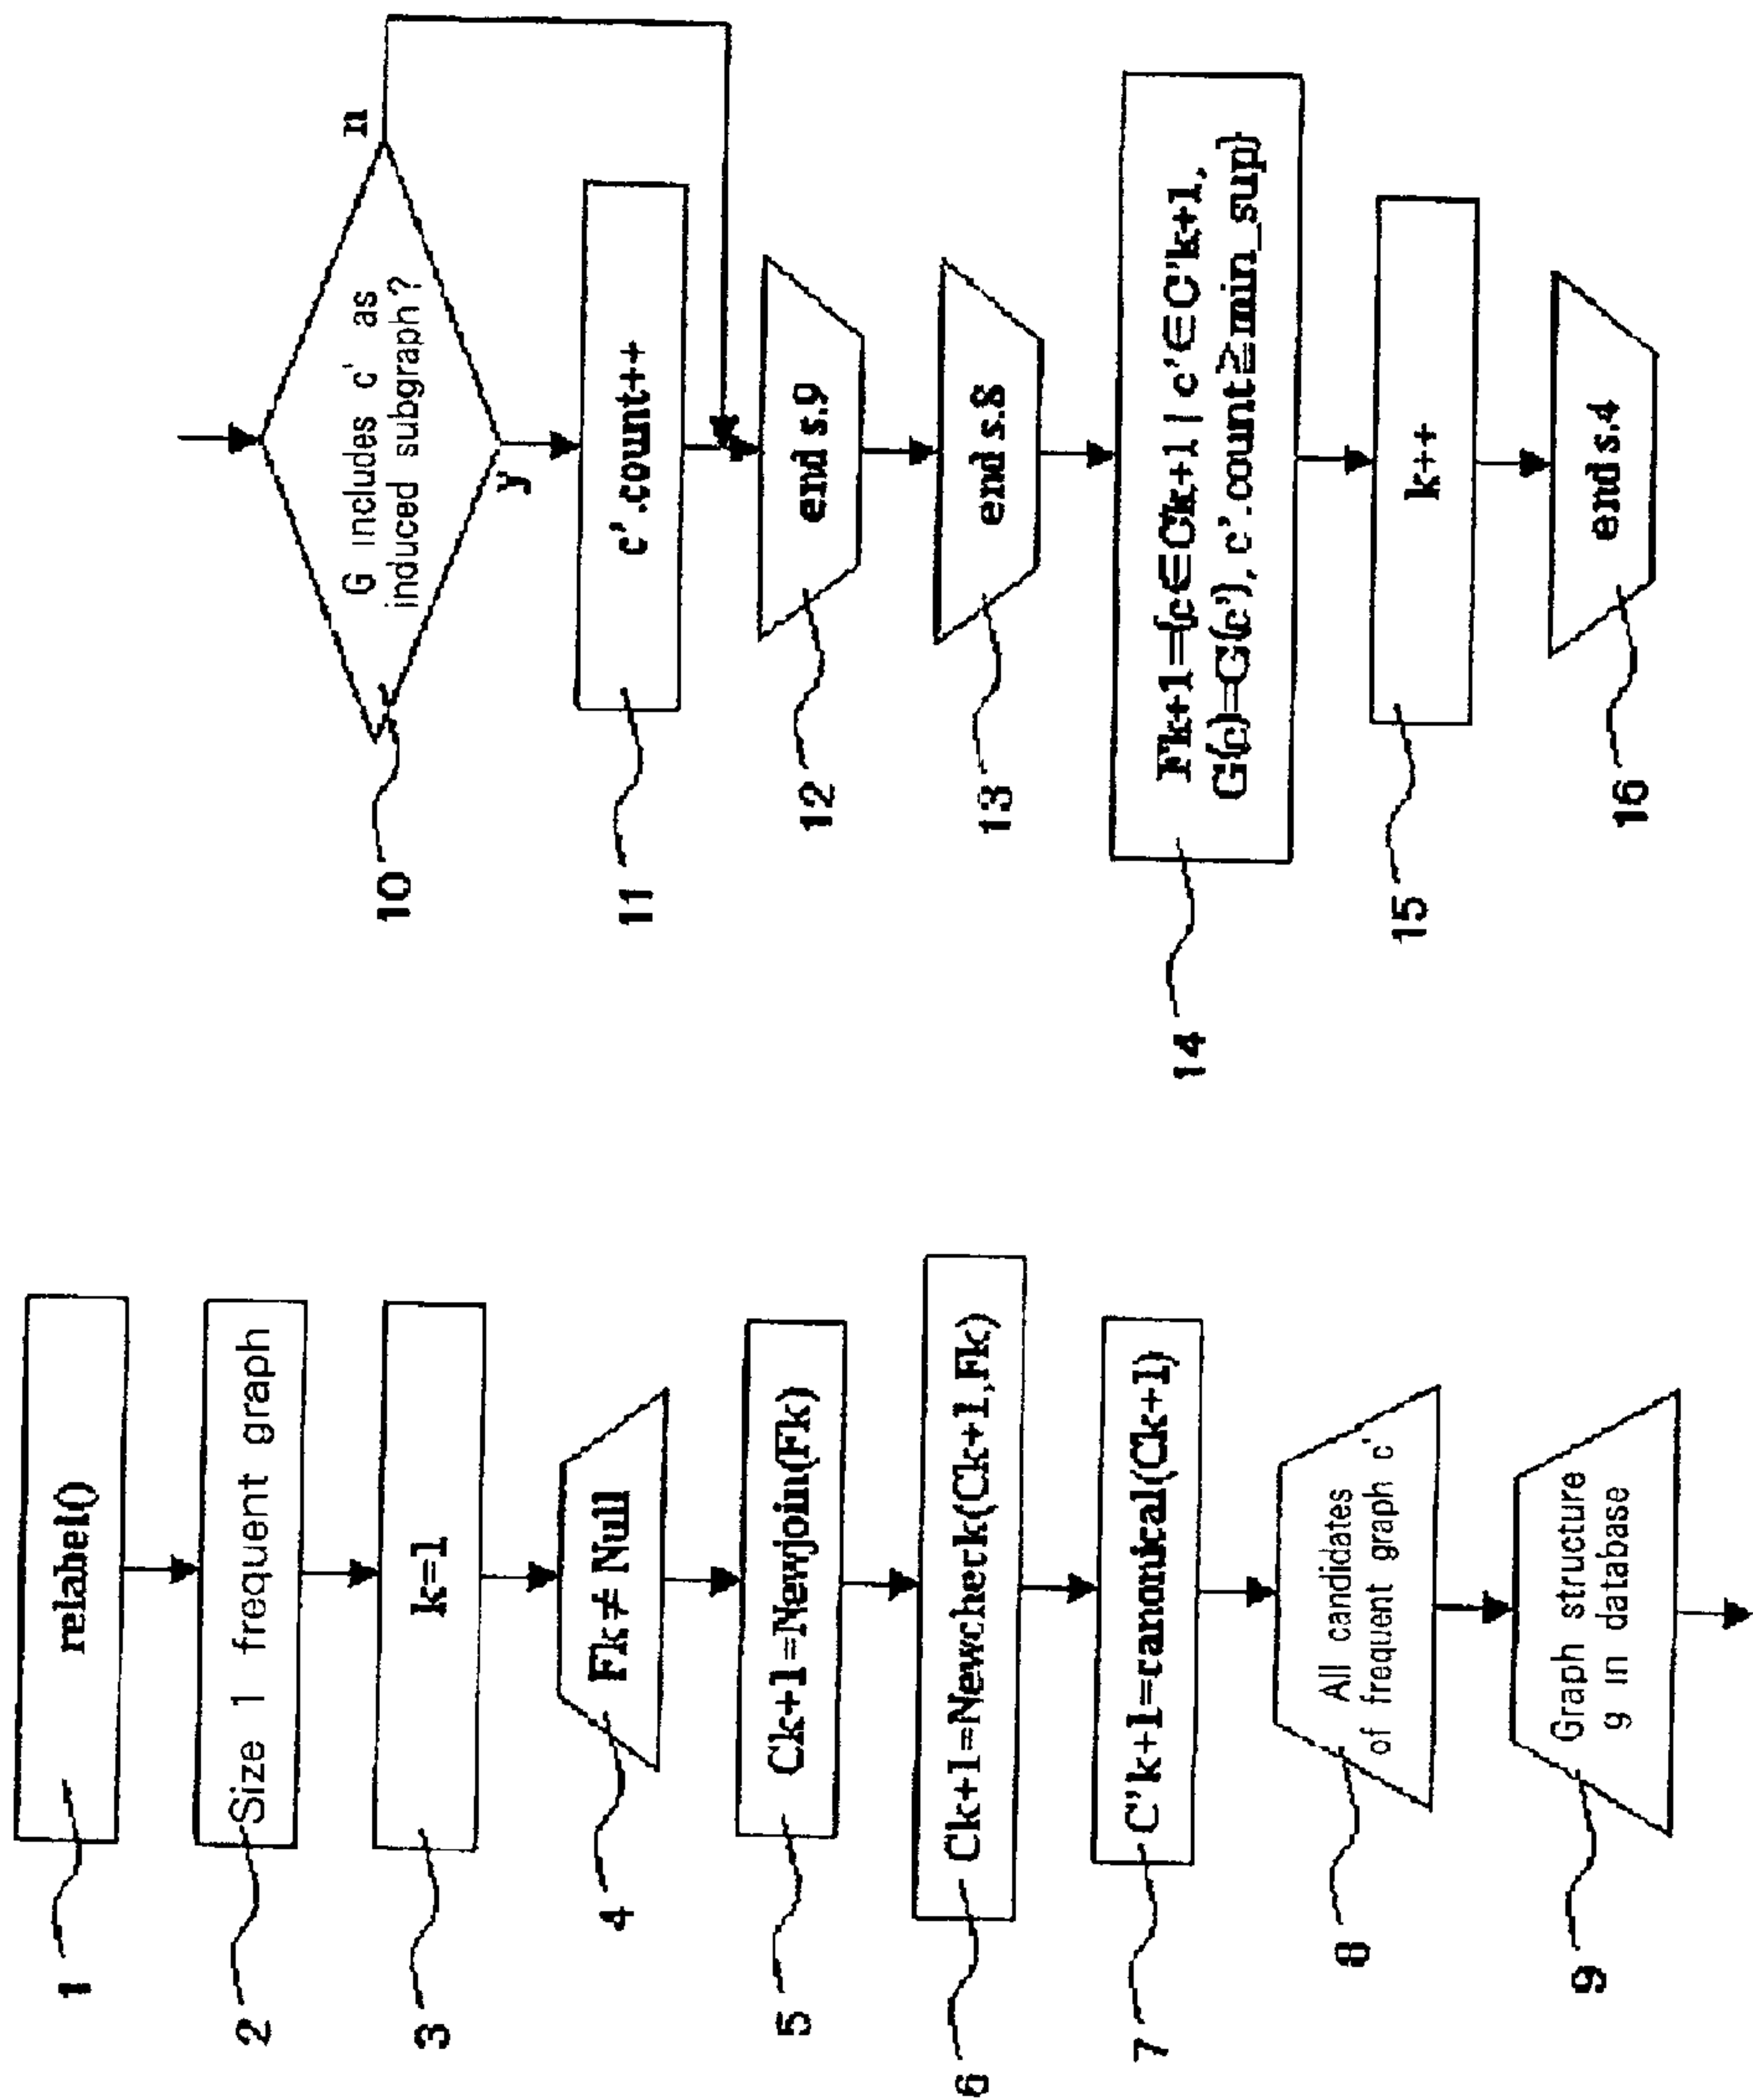 relabel()
1
Size 1 frequent graph
2
k=1
3
Fk≠Null
4
Ck+1=Newjoin(Fk)
5
Ck+1=Newcheck(Ck+1,Fk)
6
C'k+1=canonical(Ck+1)
7
All candidates
of frequent graph c'
8
Graph structure
g in database
9
G includes c' as
induced subgraph?
n
y
10
c'.count++
11
end s.9
12
end s.8
13
Fk+1={c∈Ck+1 | c'∈C'k+1,
G(c)=G(c'), c'.count≧min_sup}
14
k++
15
end s.4
16